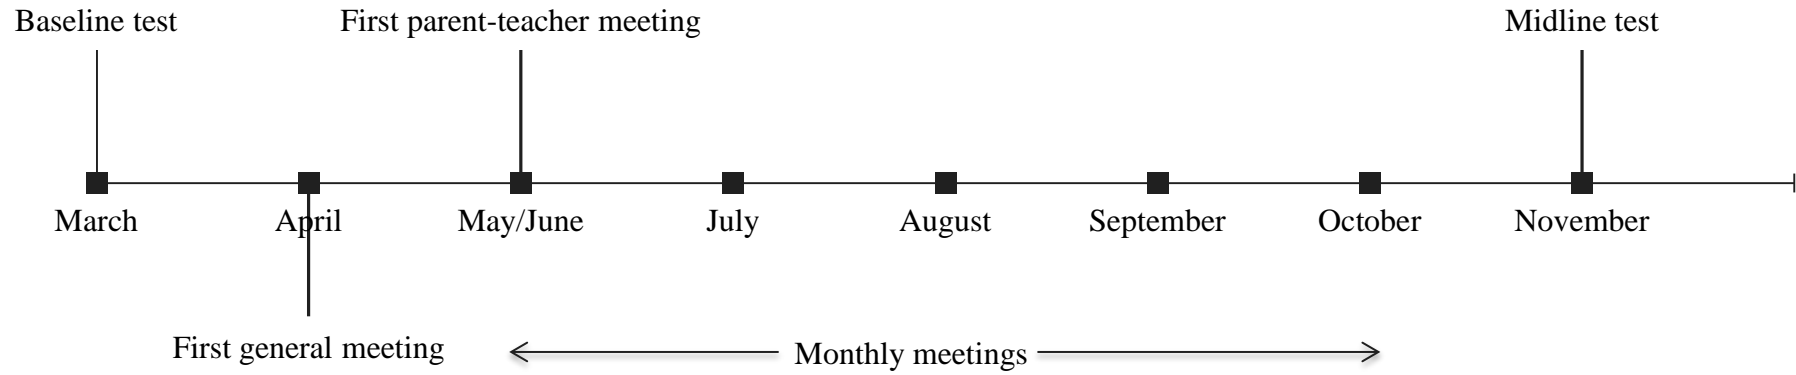 Baseline test
First parent-teacher meeting
Midline test
March
April
May/June
July
August
September
October
November
First general meeting
Monthly meetings